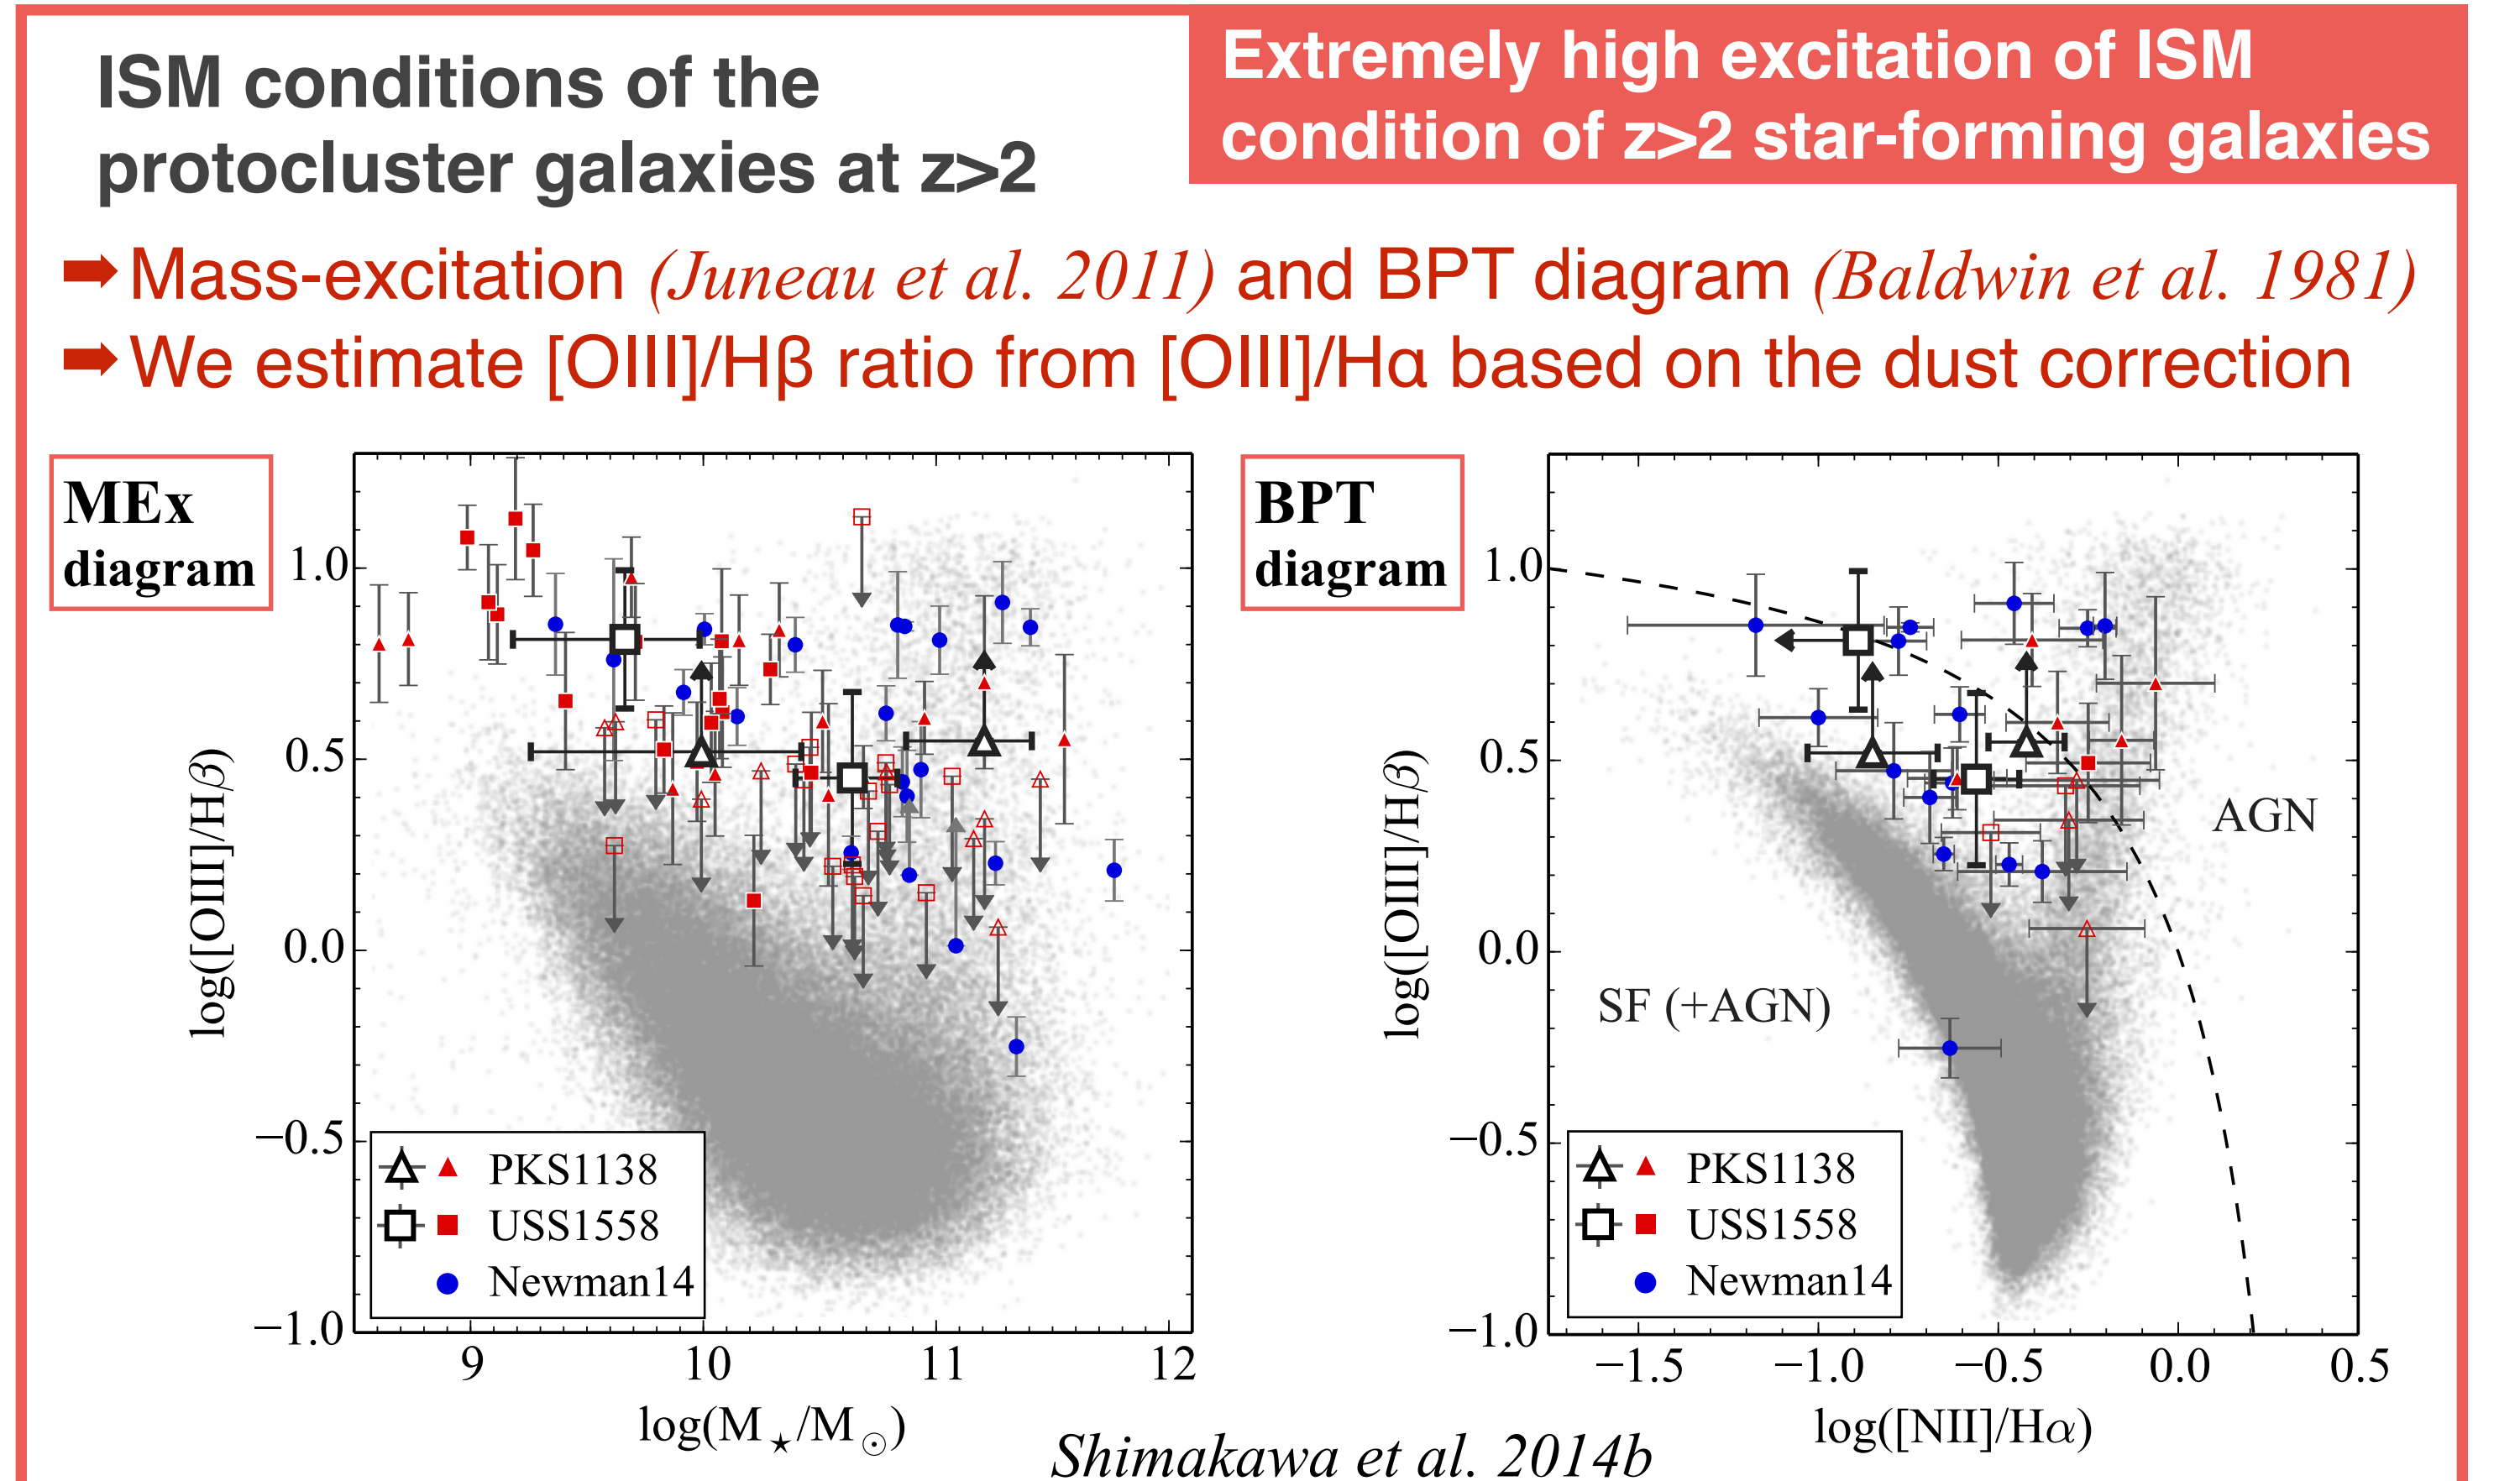 ISM conditions of the
protocluster galaxies at z>2
Extremely high excitation of ISM
condition of z>2 star-forming galaxies
➡Mass-excitation (Juneau et al. 2011) and BPT diagram (Baldwin et al. 1981)
➡We estimate [OIII]/Hβ ratio from [OIII]/Hα based on the dust correction
MEx
diagram
1.0
0.5
0.0
−0.5
−1.0
log([OIII]/Hβ)
PKS1138
USS1558
Newman14
9 10 11 12
log(M⋆/M☉)
BPT
diagram
1.0
0.5
0.0
−0.5
−1.0
log([OIII]/Hβ)
AGN
SF (+AGN)
PKS1138
USS1558
Newman14
−1.5 −1.0 −0.5 0.0 0.5
log([NII]/Hα)
Shimakawa et al. 2014b